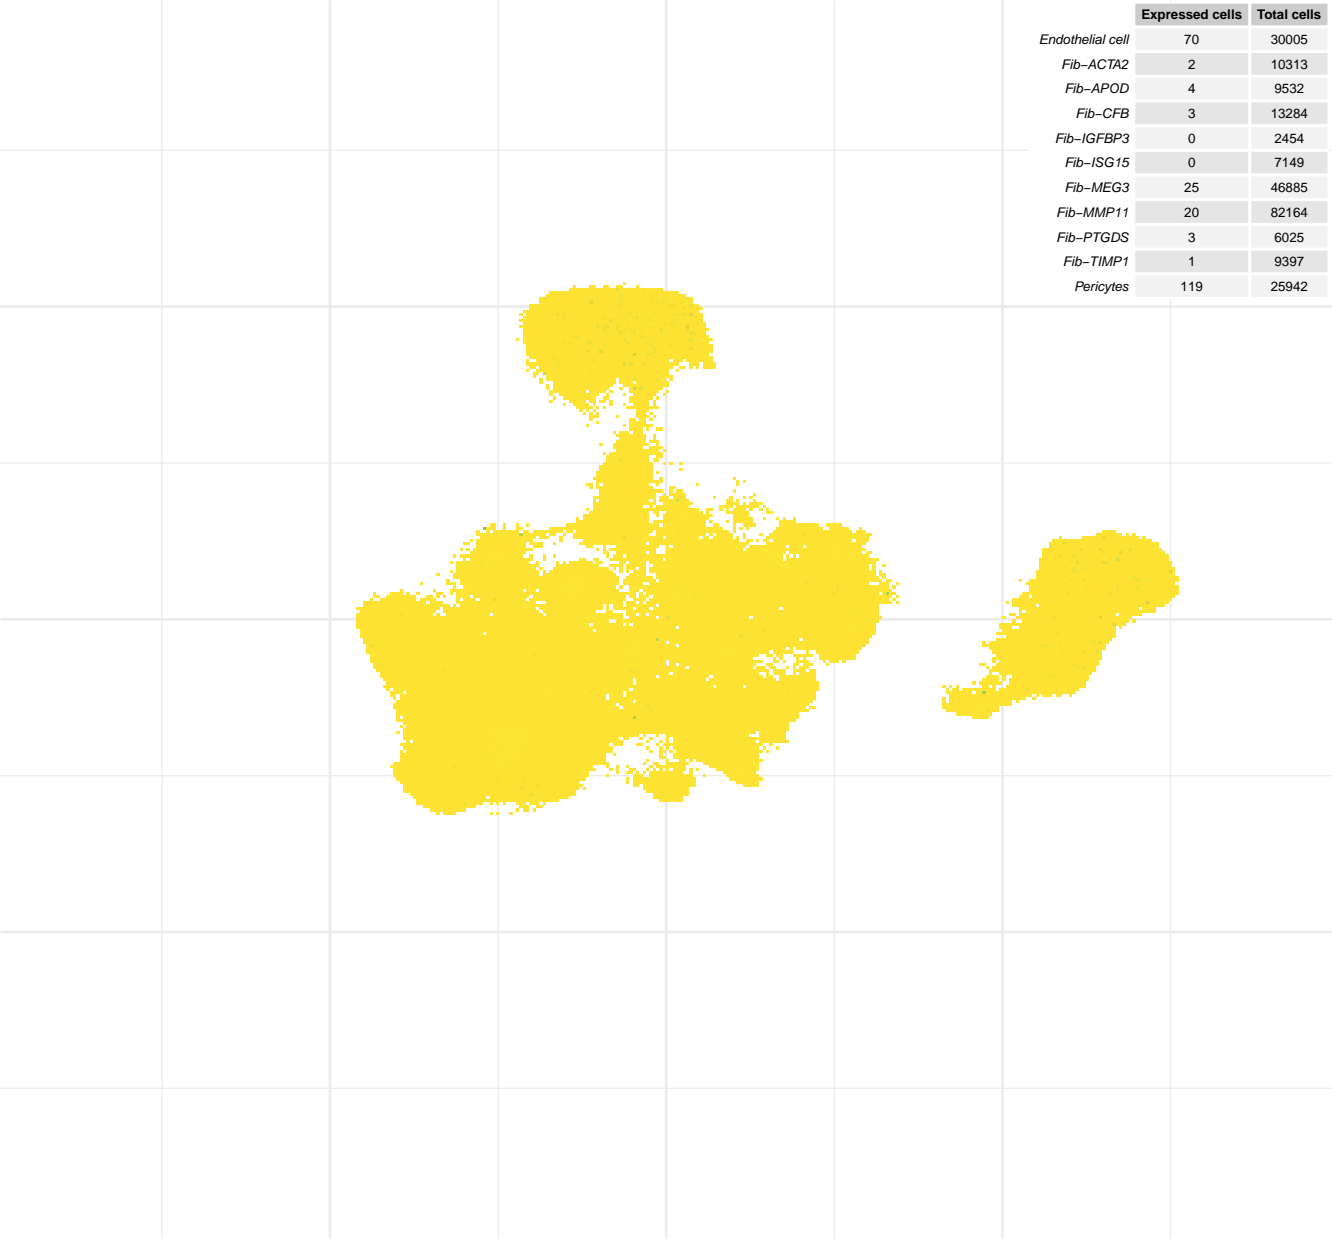 Expressed cells Total cells
Endothelial cell 70 30005
Fib−ACTA2 2 10313
Fib−APOD 4 9532
Fib−CFB 3 13284
Fib−IGFBP3 0 2454
Fib−ISG15 0 7149
Fib−MEG3 25 46885
Fib−MMP11 20 82164
Fib−PTGDS 3 6025
Fib−TIMP1 1 9397
Pericytes 119 25942